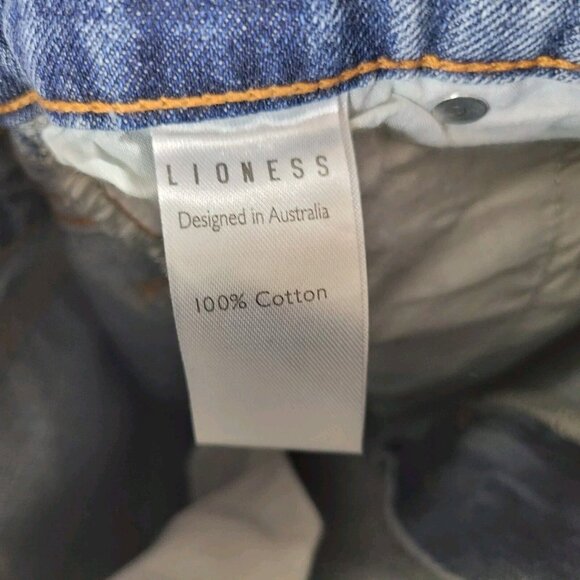 LIONESS
Designed in Australia
100% Cotton